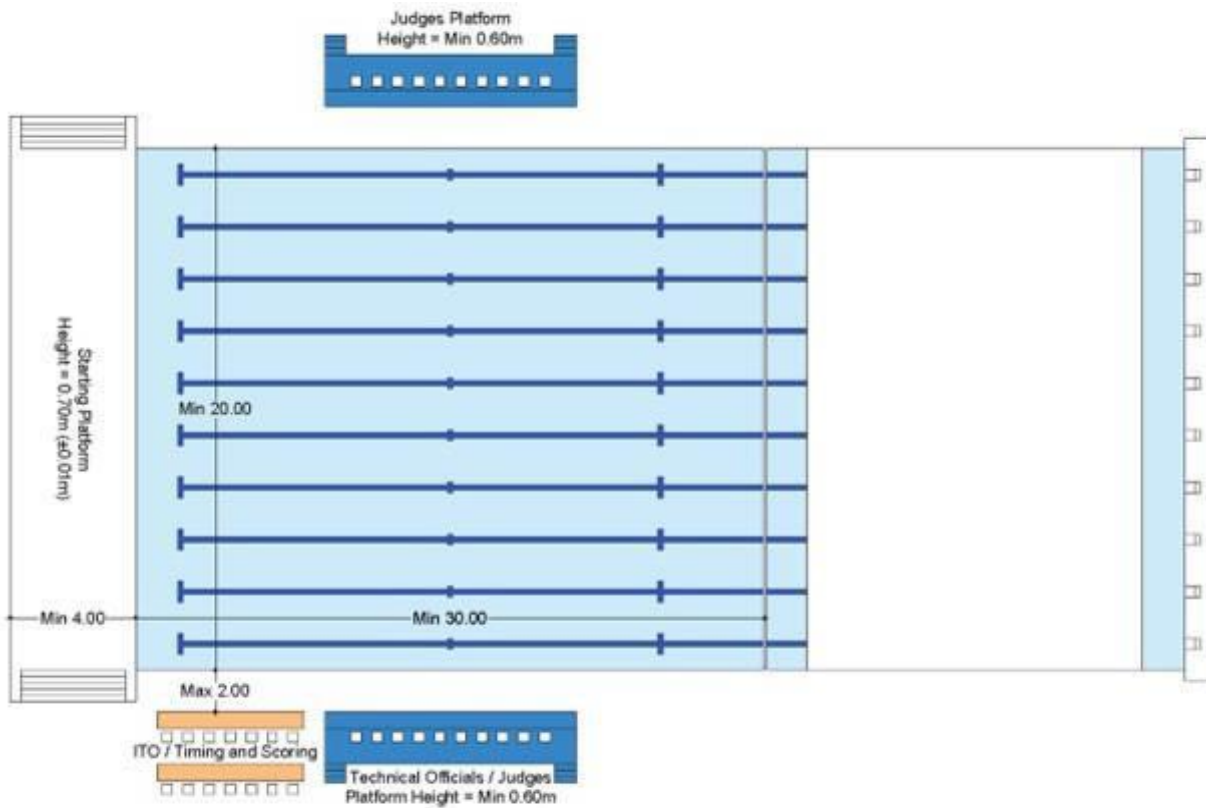 Judges Platform
Height = Min 0.60m
Starting Platform
Height = 0.70m (±0.01m)
Min 20.00
Min 4.00
Min 30.00
Max 2.00
ITO / Timing and Scoring
Technical Officials / Judges
Platform Height = Min 0.60m